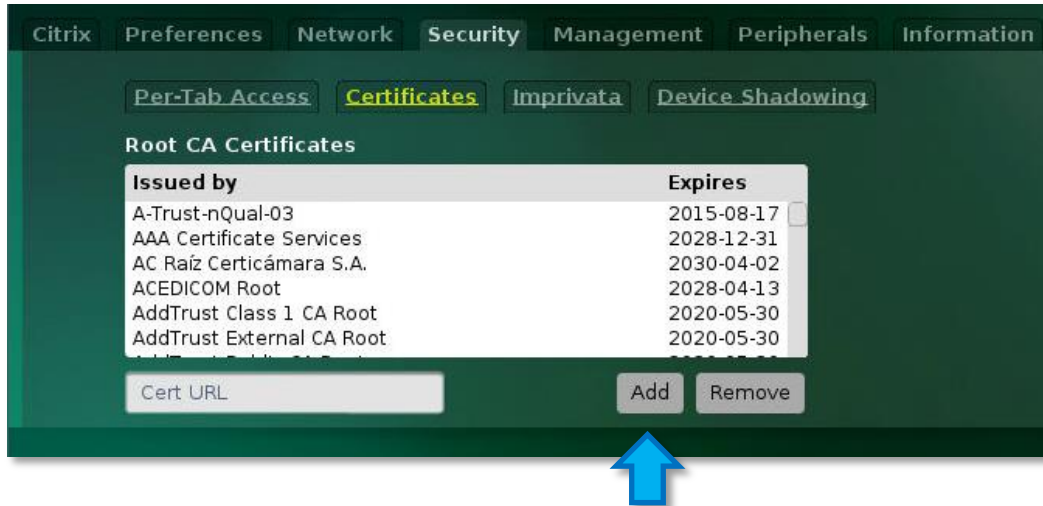 Citrix Preferences Network Security Management Peripherals Information
Per-Tab Access Certificates Imprivata Device Shadowing
Root CA Certificates
Issued by Expires
A-Trust-nQual-03 2015-08-17
AAA Certificate Services 2028-12-31
AC Raíz Certicámara S.A. 2030-04-02
ACEDICOM Root 2028-04-13
AddTrust Class 1 CA Root 2020-05-30
AddTrust External CA Root 2020-05-30
Cert URL Add Remove